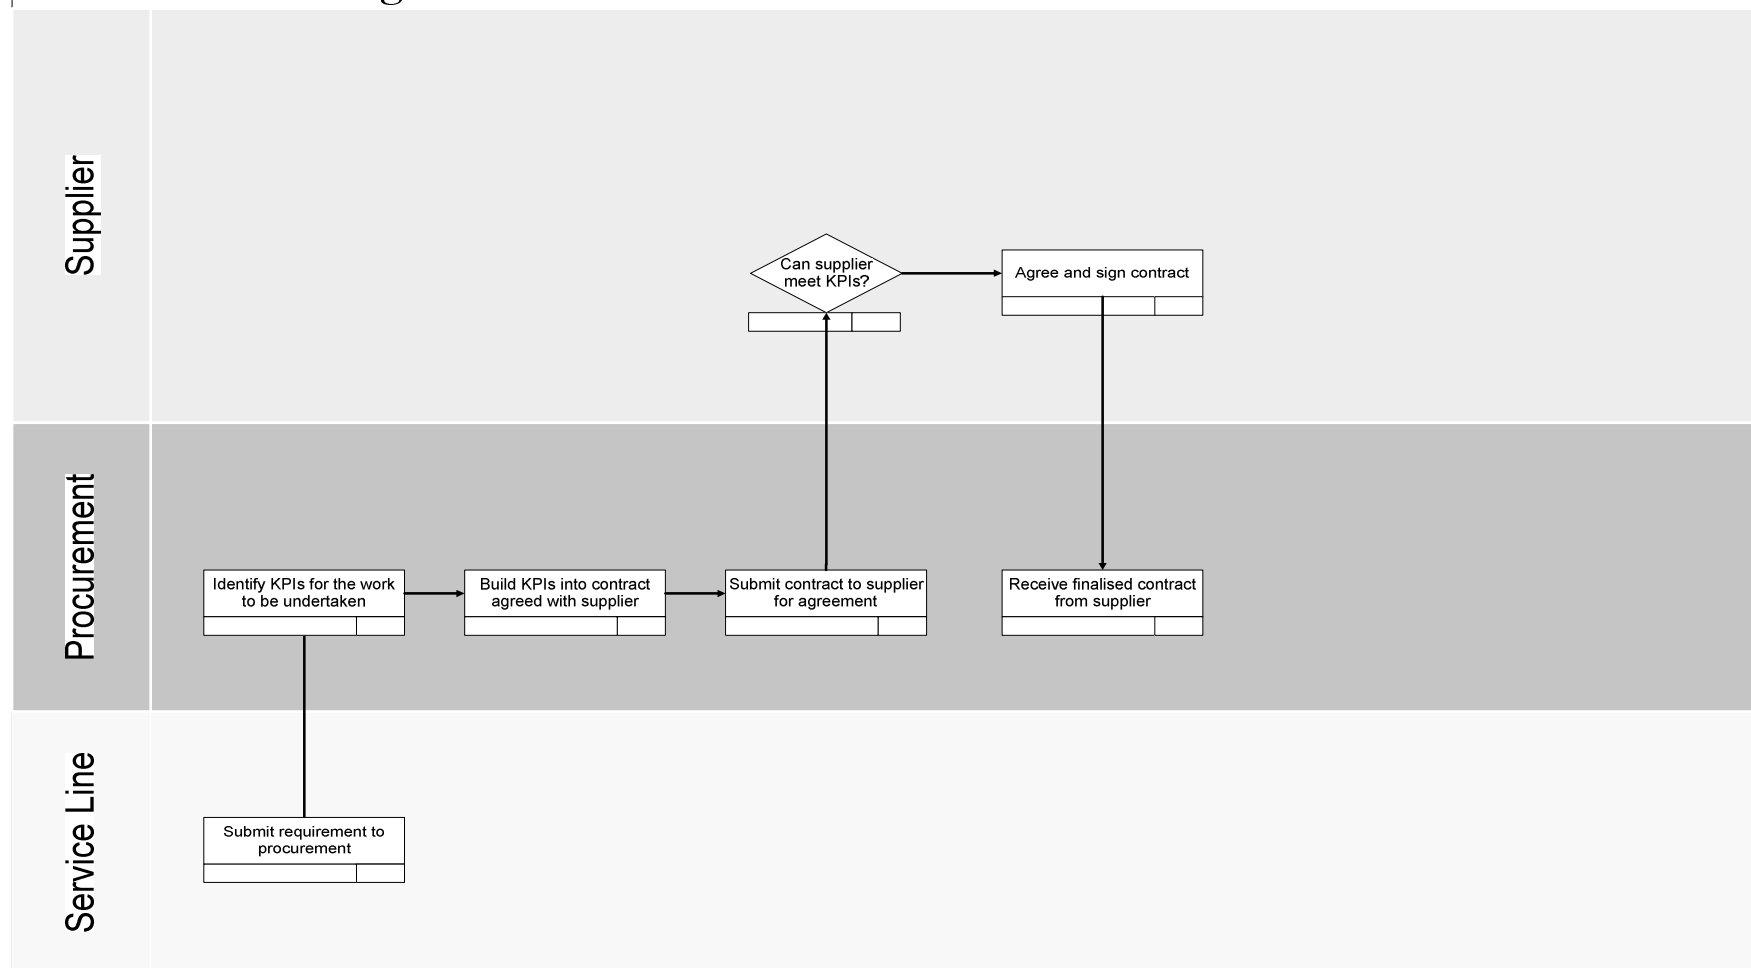 Supplier
Can supplier
meet KPIs?
Agree and sign contract
Procurement
Identify KPIs for the work
to be undertaken
Build KPIs into contract
agreed with supplier
Submit contract to supplier
for agreement
Receive finalised contract
from supplier
Service Line
Submit requirement to
procurement